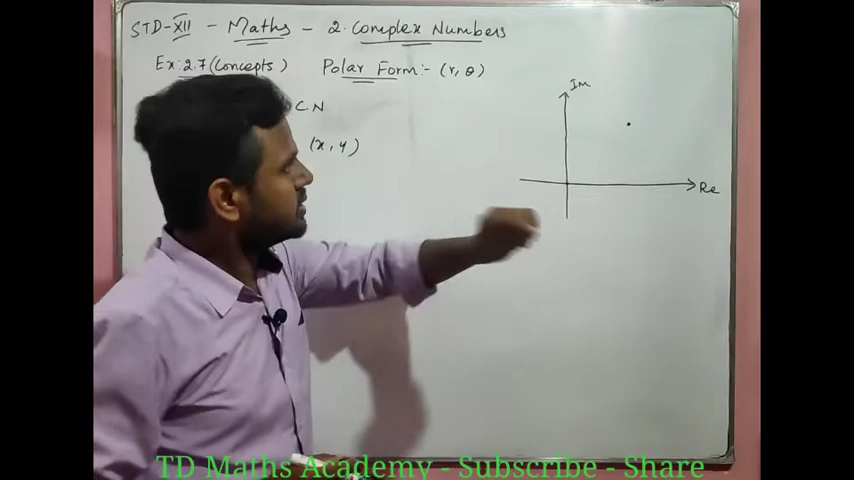 STD-XII - Maths - 2. Complex Numbers
Ex: 2.7 (Concepts) Polar Form:- (r, θ)
C.N
(x, y)
Im
Re
TD Maths Academy - Subscribe - Share